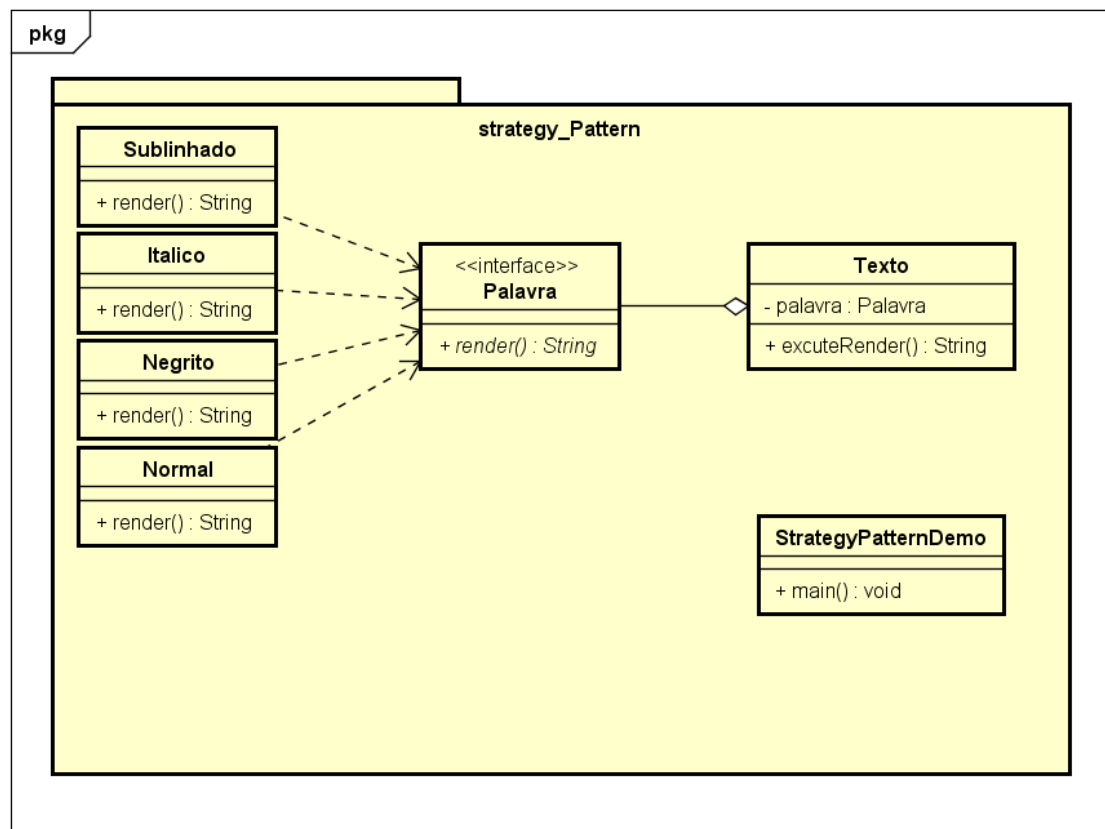 pkg
strategy_Pattern
Sublinhado
+ render() : String
Italico
+ render() : String
Negrito
+ render() : String
Normal
+ render() : String
<<interface>>
Palavra
+ render() : String
Texto
- palavra : Palavra
+ excuteRender() : String
StrategyPatternDemo
+ main() : void